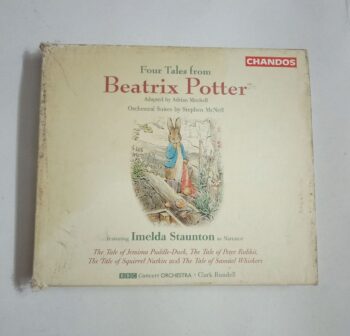 CHANDOS
Four Tales from
Beatrix Potter™
Adapted by Adrian Mitchell
Orchestral Suites by Stephen McNeff
featuring Imelda Staunton as Narrator
The Tale of Jemima Puddle-Duck, The Tale of Peter Rabbit,
The Tale of Squirrel Nutkin and The Tale of Samuel Whiskers
BBC Concert ORCHESTRA · Clark Rundell